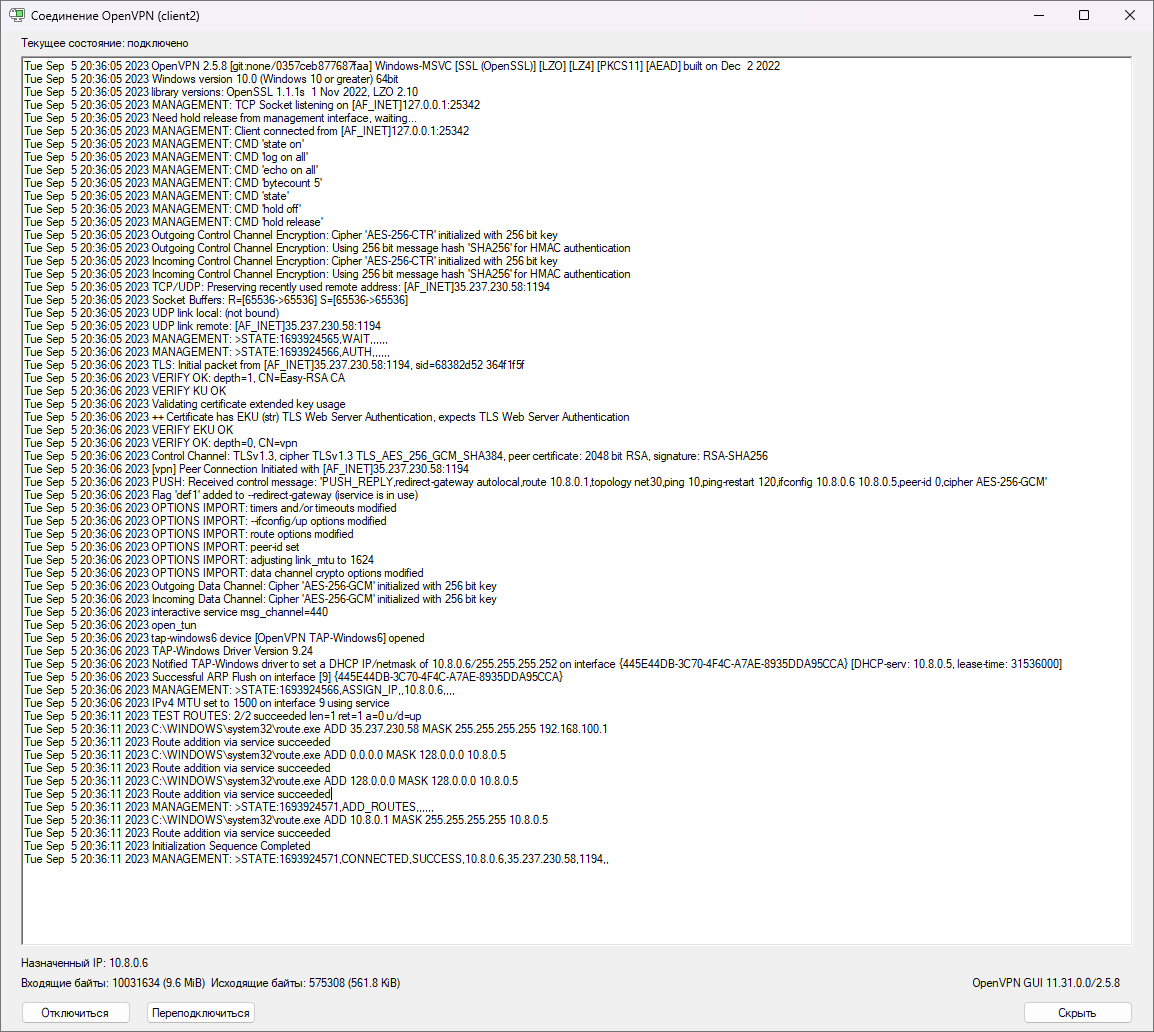 Соединение OpenVPN (client2)
Текущее состояние: подключено
Tue Sep 5 20:36:05 2023 OpenVPN 2.5.8 [git:none/0357ceb877687faa] Windows-MSVC [SSL (OpenSSL)] [LZO] [LZ4] [PKCS11] [AEAD] built on Dec 2 2022
Tue Sep 5 20:36:05 2023 Windows version 10.0 (Windows 10 or greater) 64bit
Tue Sep 5 20:36:05 2023 library versions: OpenSSL 1.1.1s 1 Nov 2022, LZO 2.10
Tue Sep 5 20:36:05 2023 MANAGEMENT: TCP Socket listening on [AF_INET]127.0.0.1:25342
Tue Sep 5 20:36:05 2023 Need hold release from management interface, waiting...
Tue Sep 5 20:36:05 2023 MANAGEMENT: Client connected from [AF_INET]127.0.0.1:25342
Tue Sep 5 20:36:05 2023 MANAGEMENT: CMD 'state on'
Tue Sep 5 20:36:05 2023 MANAGEMENT: CMD 'log on all'
Tue Sep 5 20:36:05 2023 MANAGEMENT: CMD 'echo on all'
Tue Sep 5 20:36:05 2023 MANAGEMENT: CMD 'bytecount 5'
Tue Sep 5 20:36:05 2023 MANAGEMENT: CMD 'state'
Tue Sep 5 20:36:05 2023 MANAGEMENT: CMD 'hold off'
Tue Sep 5 20:36:05 2023 MANAGEMENT: CMD 'hold release'
Tue Sep 5 20:36:05 2023 Outgoing Control Channel Encryption: Cipher 'AES-256-CTR' initialized with 256 bit key
Tue Sep 5 20:36:05 2023 Outgoing Control Channel Encryption: Using 256 bit message hash 'SHA256' for HMAC authentication
Tue Sep 5 20:36:05 2023 Incoming Control Channel Encryption: Cipher 'AES-256-CTR' initialized with 256 bit key
Tue Sep 5 20:36:05 2023 Incoming Control Channel Encryption: Using 256 bit message hash 'SHA256' for HMAC authentication
Tue Sep 5 20:36:05 2023 TCP/UDP: Preserving recently used remote address: [AF_INET]35.237.230.58:1194
Tue Sep 5 20:36:05 2023 Socket Buffers: R=[65536->65536] S=[65536->65536]
Tue Sep 5 20:36:05 2023 UDP link local: (not bound)
Tue Sep 5 20:36:05 2023 UDP link remote: [AF_INET]35.237.230.58:1194
Tue Sep 5 20:36:05 2023 MANAGEMENT: >STATE:1693924565,WAIT,,,,,,
Tue Sep 5 20:36:06 2023 MANAGEMENT: >STATE:1693924566,AUTH,,,,,,
Tue Sep 5 20:36:06 2023 TLS: Initial packet from [AF_INET]35.237.230.58:1194, sid=68382d52 364f1f5f
Tue Sep 5 20:36:06 2023 VERIFY OK: depth=1, CN=Easy-RSA CA
Tue Sep 5 20:36:06 2023 VERIFY KU OK
Tue Sep 5 20:36:06 2023 Validating certificate extended key usage
Tue Sep 5 20:36:06 2023 ++ Certificate has EKU (str) TLS Web Server Authentication, expects TLS Web Server Authentication
Tue Sep 5 20:36:06 2023 VERIFY EKU OK
Tue Sep 5 20:36:06 2023 VERIFY OK: depth=0, CN=vpn
Tue Sep 5 20:36:06 2023 Control Channel: TLSv1.3, cipher TLSv1.3 TLS_AES_256_GCM_SHA384, peer certificate: 2048 bit RSA, signature: RSA-SHA256
Tue Sep 5 20:36:06 2023 [vpn] Peer Connection Initiated with [AF_INET]35.237.230.58:1194
Tue Sep 5 20:36:06 2023 PUSH: Received control message: 'PUSH_REPLY,redirect-gateway autolocal,route 10.8.0.1,topology net30,ping 10,ping-restart 120,ifconfig 10.8.0.6 10.8.0.5,peer-id 0,cipher AES-256-GCM'
Tue Sep 5 20:36:06 2023 Flag 'def1' added to --redirect-gateway (iservice is in use)
Tue Sep 5 20:36:06 2023 OPTIONS IMPORT: timers and/or timeouts modified
Tue Sep 5 20:36:06 2023 OPTIONS IMPORT: --ifconfig/up options modified
Tue Sep 5 20:36:06 2023 OPTIONS IMPORT: route options modified
Tue Sep 5 20:36:06 2023 OPTIONS IMPORT: peer-id set
Tue Sep 5 20:36:06 2023 OPTIONS IMPORT: adjusting link_mtu to 1624
Tue Sep 5 20:36:06 2023 OPTIONS IMPORT: data channel crypto options modified
Tue Sep 5 20:36:06 2023 Outgoing Data Channel: Cipher 'AES-256-GCM' initialized with 256 bit key
Tue Sep 5 20:36:06 2023 Incoming Data Channel: Cipher 'AES-256-GCM' initialized with 256 bit key
Tue Sep 5 20:36:06 2023 interactive service msg_channel=440
Tue Sep 5 20:36:06 2023 open_tun
Tue Sep 5 20:36:06 2023 tap-windows6 device [OpenVPN TAP-Windows6] opened
Tue Sep 5 20:36:06 2023 TAP-Windows Driver Version 9.24
Tue Sep 5 20:36:06 2023 Notified TAP-Windows driver to set a DHCP IP/netmask of 10.8.0.6/255.255.255.252 on interface {445E44DB-3C70-4F4C-A7AE-8935DDA95CCA} [DHCP-serv: 10.8.0.5, lease-time: 31536000]
Tue Sep 5 20:36:06 2023 Successful ARP Flush on interface [9] {445E44DB-3C70-4F4C-A7AE-8935DDA95CCA}
Tue Sep 5 20:36:06 2023 MANAGEMENT: >STATE:1693924566,ASSIGN_IP,,10.8.0.6,,,,
Tue Sep 5 20:36:06 2023 IPv4 MTU set to 1500 on interface 9 using service
Tue Sep 5 20:36:11 2023 TEST ROUTES: 2/2 succeeded len=1 ret=1 a=0 u/d=up
Tue Sep 5 20:36:11 2023 C:\WINDOWS\system32\route.exe ADD 35.237.230.58 MASK 255.255.255.255 192.168.100.1
Tue Sep 5 20:36:11 2023 Route addition via service succeeded
Tue Sep 5 20:36:11 2023 C:\WINDOWS\system32\route.exe ADD 0.0.0.0 MASK 128.0.0.0 10.8.0.5
Tue Sep 5 20:36:11 2023 Route addition via service succeeded
Tue Sep 5 20:36:11 2023 C:\WINDOWS\system32\route.exe ADD 128.0.0.0 MASK 128.0.0.0 10.8.0.5
Tue Sep 5 20:36:11 2023 Route addition via service succeeded
Tue Sep 5 20:36:11 2023 MANAGEMENT: >STATE:1693924571,ADD_ROUTES,,,,,,
Tue Sep 5 20:36:11 2023 C:\WINDOWS\system32\route.exe ADD 10.8.0.1 MASK 255.255.255.255 10.8.0.5
Tue Sep 5 20:36:11 2023 Route addition via service succeeded
Tue Sep 5 20:36:11 2023 Initialization Sequence Completed
Tue Sep 5 20:36:11 2023 MANAGEMENT: >STATE:1693924571,CONNECTED,SUCCESS,10.8.0.6,35.237.230.58,1194,,
Назначенный IP: 10.8.0.6
Входящие байты: 10031634 (9.6 MiB) Исходящие байты: 575308 (561.8 KiB)
OpenVPN GUI 11.31.0.0/2.5.8
Отключиться
Переподключиться
Скрыть